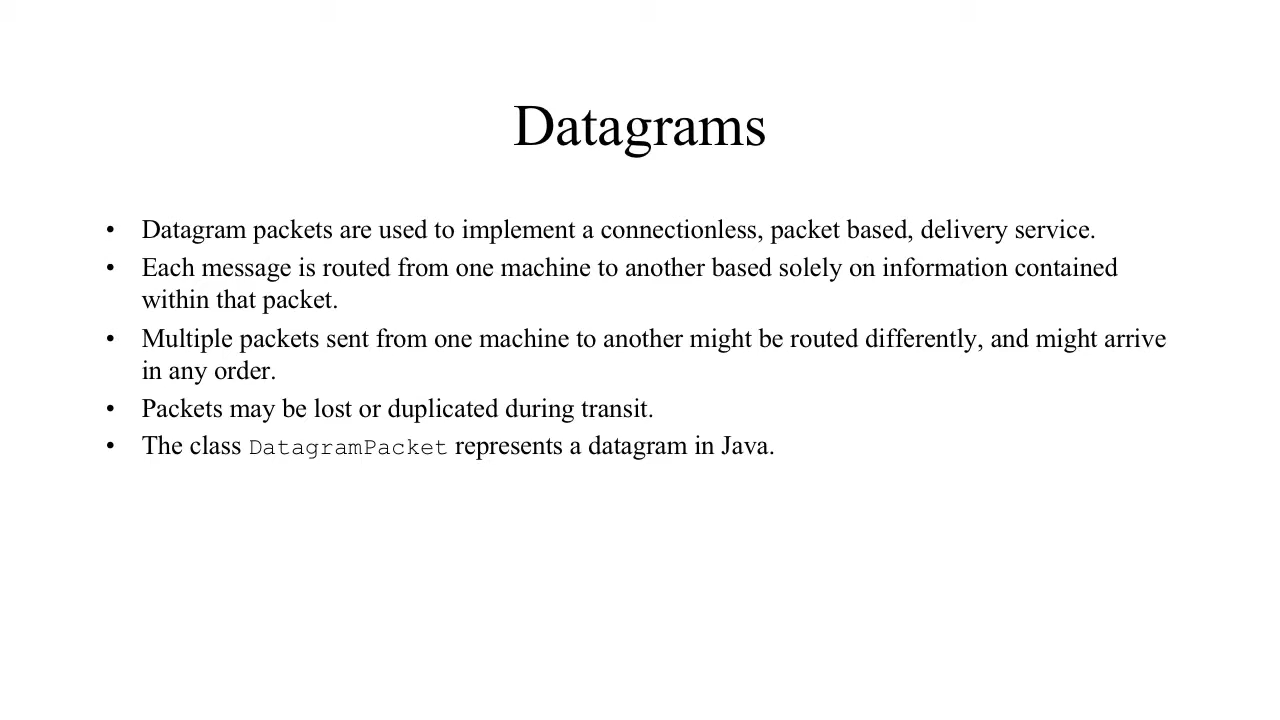 Datagrams
• Datagram packets are used to implement a connectionless, packet based, delivery service.
• Each message is routed from one machine to another based solely on information contained
within that packet.
• Multiple packets sent from one machine to another might be routed differently, and might arrive
in any order.
• Packets may be lost or duplicated during transit.
• The class DatagramPacket represents a datagram in Java.